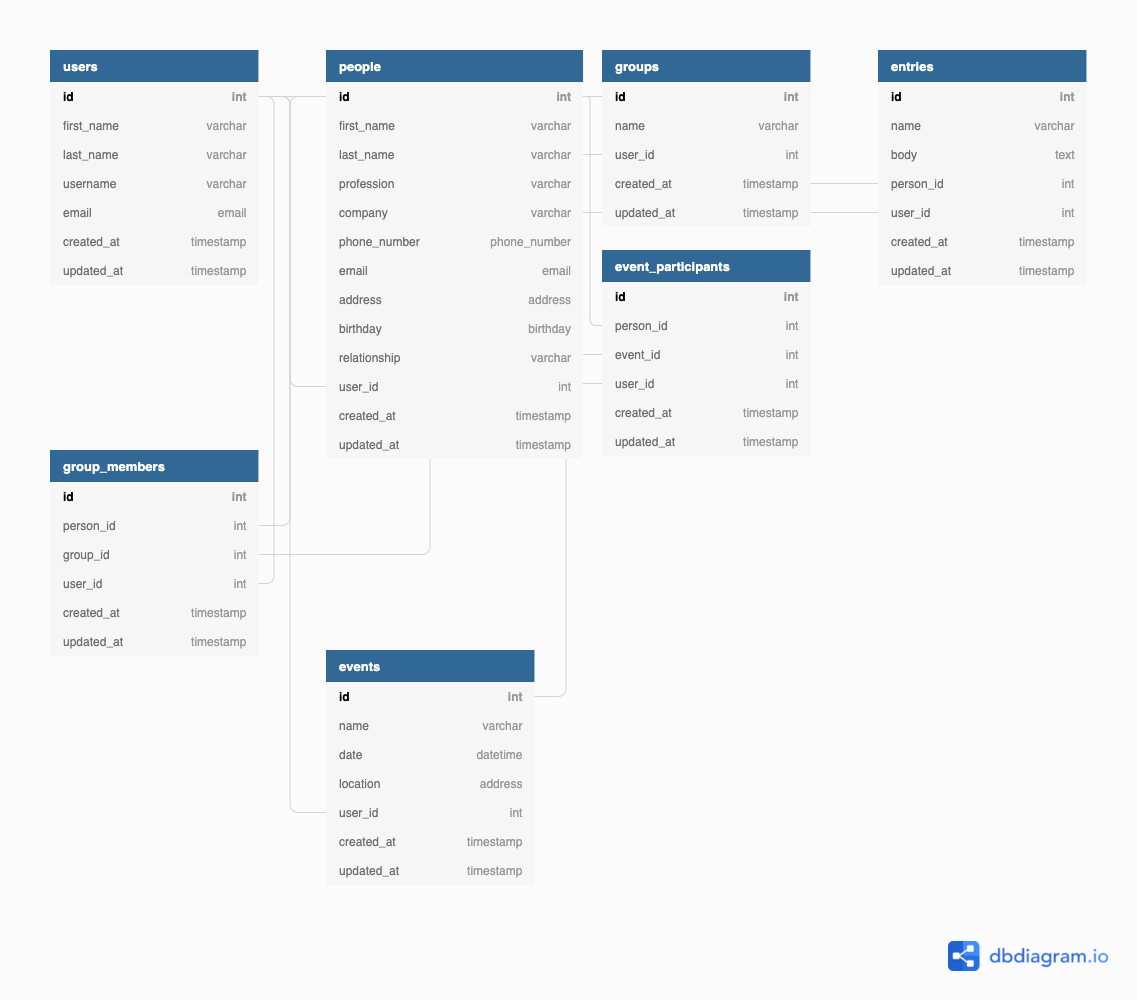 users
id int
first_name varchar
last_name varchar
username varchar
email email
created_at timestamp
updated_at timestamp
people
id int
first_name varchar
last_name varchar
profession varchar
company varchar
phone_number phone_number
email email
address address
birthday birthday
relationship varchar
user_id int
created_at timestamp
updated_at timestamp
groups
id int
name varchar
user_id int
created_at timestamp
updated_at timestamp
entries
id int
name varchar
body text
person_id int
user_id int
created_at timestamp
updated_at timestamp
event_participants
id int
person_id int
event_id int
user_id int
created_at timestamp
updated_at timestamp
group_members
id int
person_id int
group_id int
user_id int
created_at timestamp
updated_at timestamp
events
id int
name varchar
date datetime
location address
user_id int
created_at timestamp
updated_at timestamp
dbdiagram.io